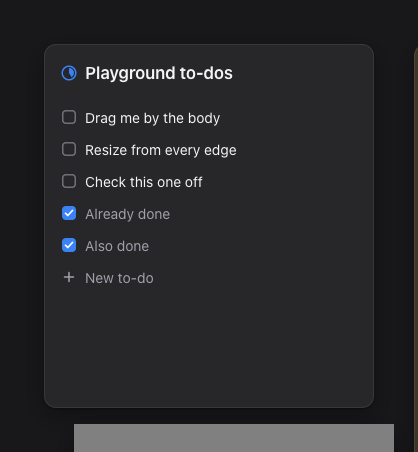 Playground to-dos
Drag me by the body
Resize from every edge
Check this one off
Already done
Also done
New to-do